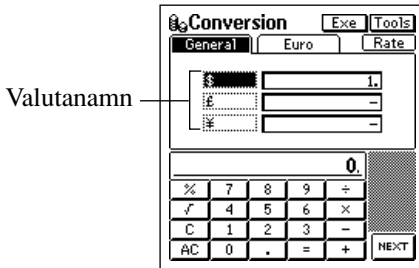 Conversion Exe Tools
General Euro Rate
$ 1.
Valutanamn £ -
¥ -
0.
% 7 8 9 ÷
√ 4 5 6 ×
C 1 2 3 -
AC 0 . = + NEXT